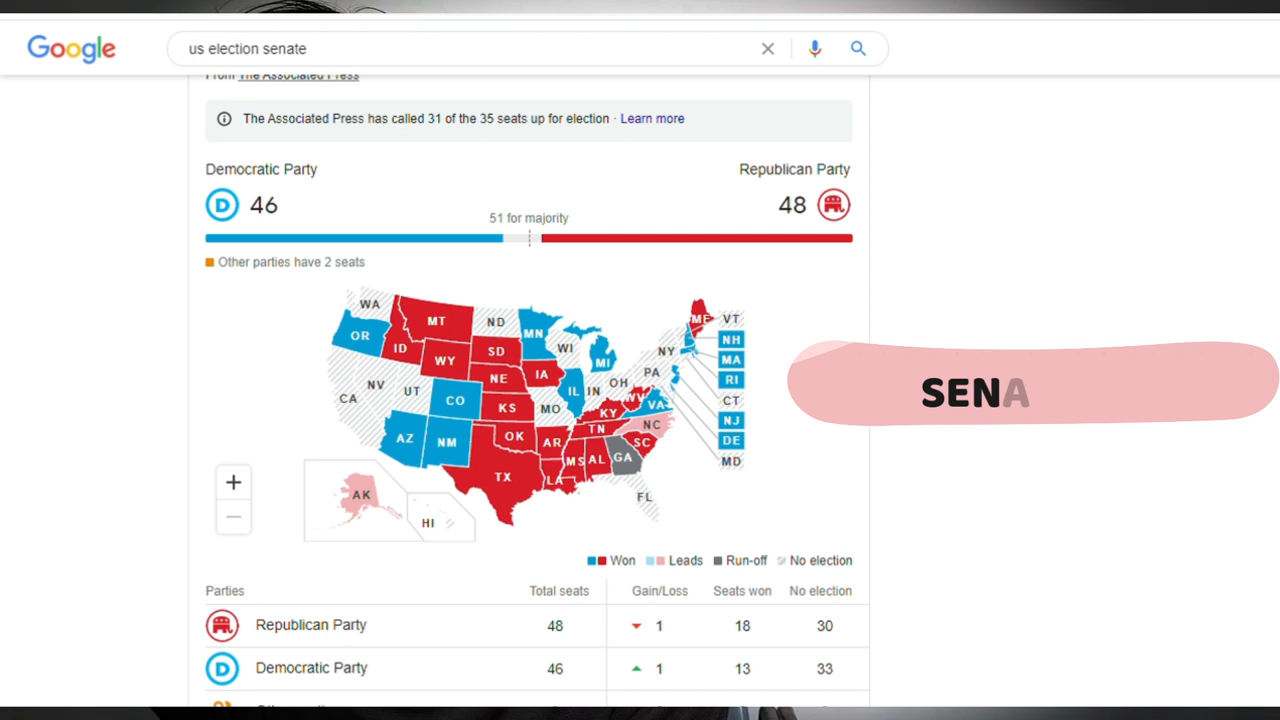 Google
us election senate
From The Associated Press
The Associated Press has called 31 of the 35 seats up for election · Learn more
Democratic Party Republican Party
D 46 48
51 for majority
Other parties have 2 seats
WA MT ND MN ME VT
OR ID WY SD WI MI NY NH
MA
NV UT NE IA IL IN OH PA RI
CA CO KS MO KY WV VA CT
AZ NM OK AR TN NC NJ
TX LA MS AL GA SC DE
MD
AK HI FL
+
−
SENA
Won Leads Run-off No election
Parties Total seats Gain/Loss Seats won No election
Republican Party 48 1 18 30
D Democratic Party 46 1 13 33